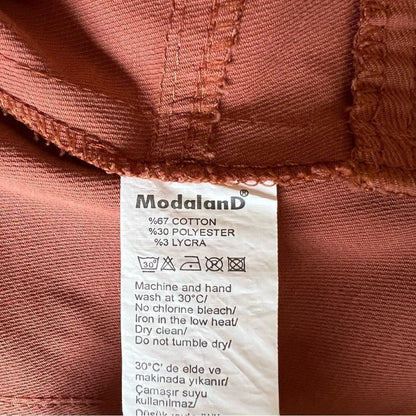 ModalanD®
%67 COTTON
%30 POLYESTER
%3 LYCRA
30
Machine and hand
wash at 30°C/
No chlorine bleach/
Iron in the low heat/
Dry clean/
Do not tumble dry/
30°C' de elde ve
makinada yıkanır/
Çamaşır suyu
kullanılmaz/